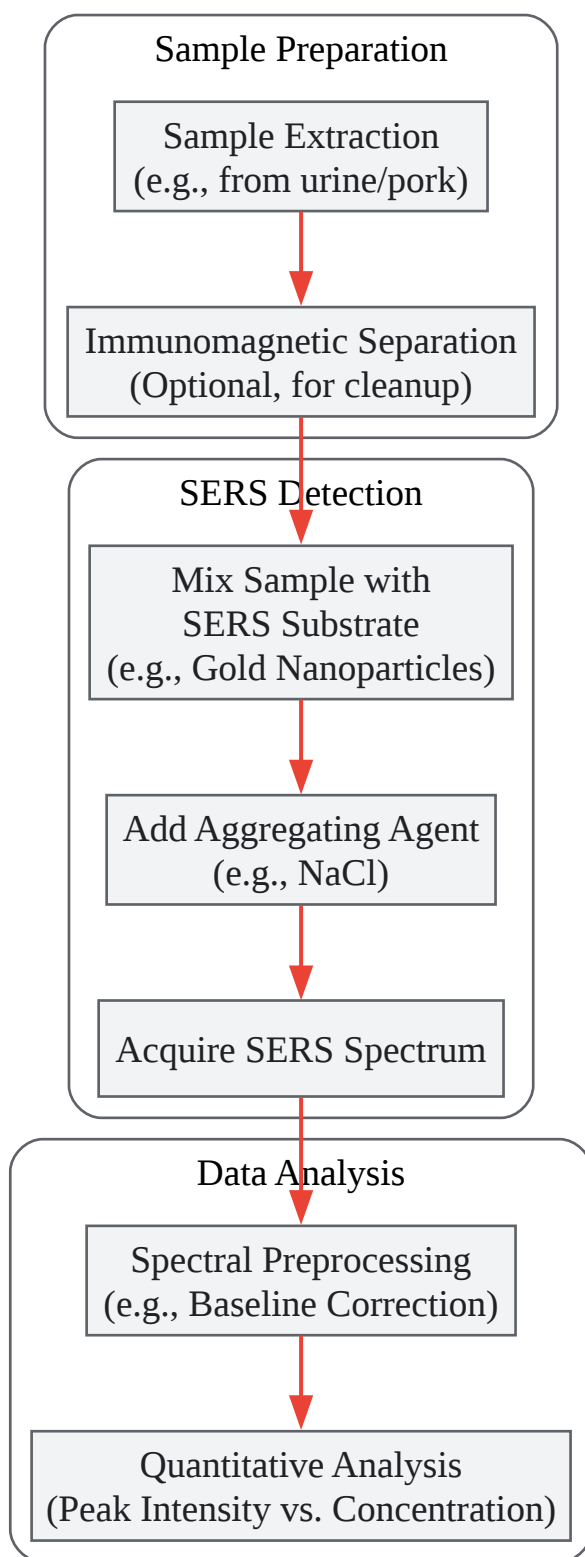 Sample Preparation
Sample Extraction
(e.g., from urine/pork)
Immunomagnetic Separation
(Optional, for cleanup)
SERS Detection
Mix Sample with
SERS Substrate
(e.g., Gold Nanoparticles)
Add Aggregating Agent
(e.g., NaCl)
Acquire SERS Spectrum
Data Analysis
Spectral Preprocessing
(e.g., Baseline Correction)
Quantitative Analysis
(Peak Intensity vs. Concentration)